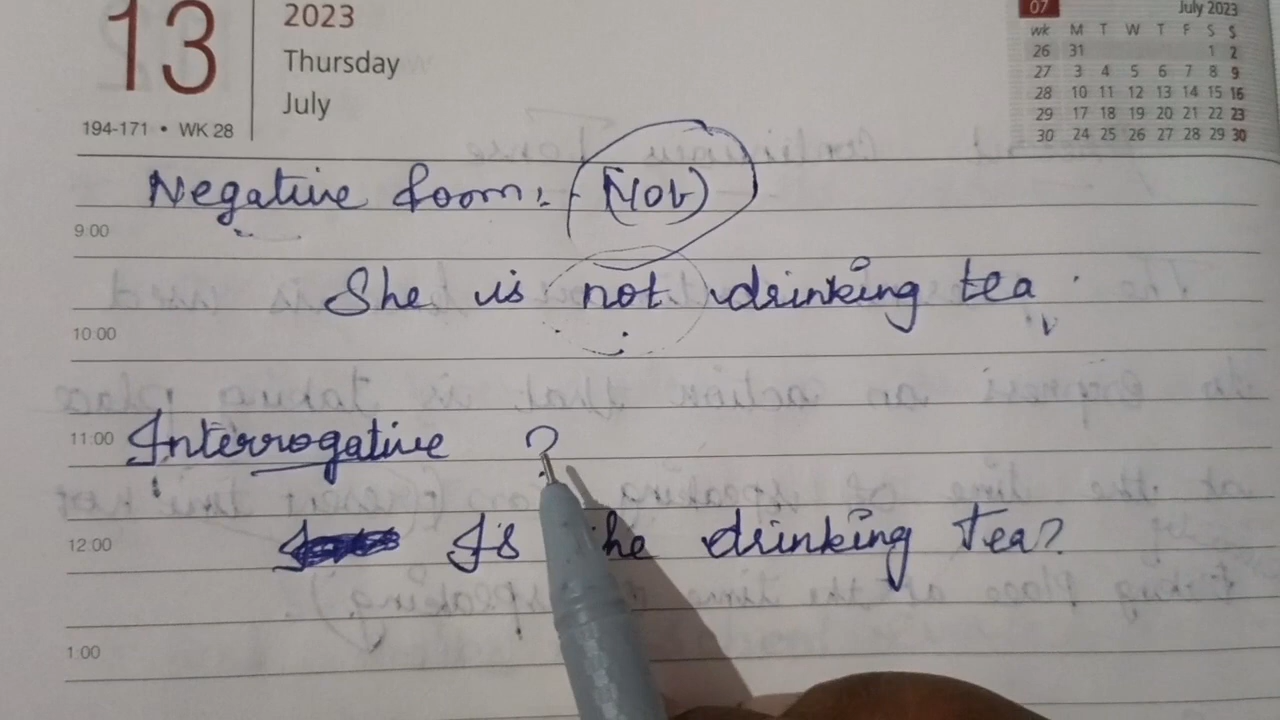 13
2023
Thursday
July
194-171 • WK 28
07 July 2023
wk M T W T F S S
26 31 1 2
27 3 4 5 6 7 8 9
28 10 11 12 13 14 15 16
29 17 18 19 20 21 22 23
30 24 25 26 27 28 29 30
Negative form :- (Not)
9:00
She is not drinking tea.
10:00
11:00 Interrogative ?
12:00 Is he drinking Tea?
1:00